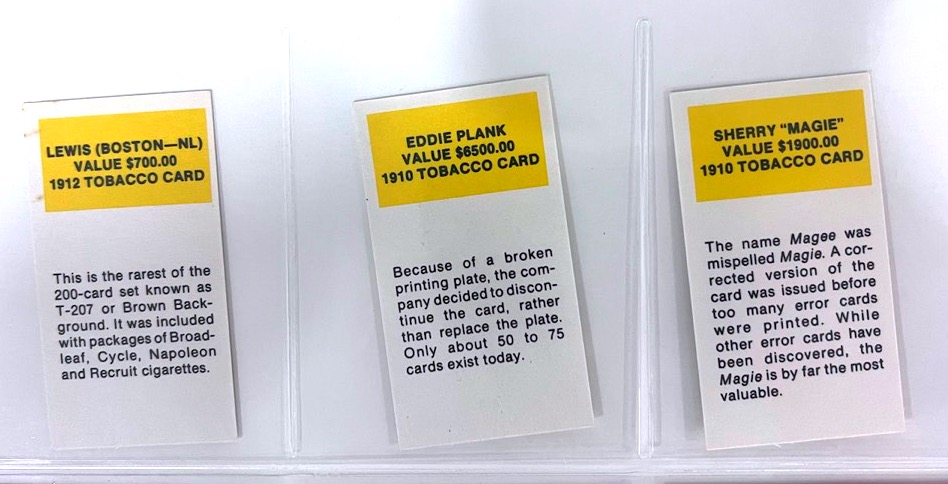 LEWIS (BOSTON—NL)
VALUE $700.00
1912 TOBACCO CARD
This is the rarest of the
200-card set known as
T-207 or Brown Back-
ground. It was included
with packages of Broad-
leaf, Cycle, Napoleon
and Recruit cigarettes.
EDDIE PLANK
VALUE $6500.00
1910 TOBACCO CARD
Because of a broken
printing plate, the com-
pany decided to discon-
tinue the card, rather
than replace the plate.
Only about 50 to 75
cards exist today.
SHERRY “MAGIE”
VALUE $1900.00
1910 TOBACCO CARD
The name Magee was
mispelled Magie. A cor-
rected version of the
card was issued before
too many error cards
were printed. While
other error cards have
been discovered, the
Magie is by far the most
valuable.